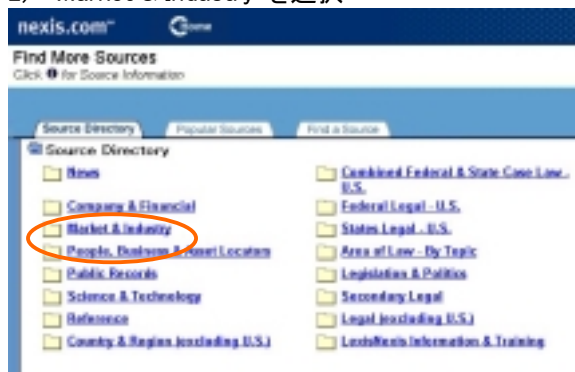 2) Market & Industry を選択
nexis.com™ Home
Find More Sources
Click for Source Information
Source Directory Popular Sources Find a Source
Source Directory
News
Company & Financial
Market & Industry
People, Business & Asset Locators
Public Records
Science & Technology
Reference
Country & Region (excluding U.S.)
Combined Federal & State Case Law - U.S.
Federal Legal - U.S.
States Legal - U.S.
Area of Law - By Topic
Legislation & Politics
Secondary Legal
Legal (excluding U.S.)
LexisNexis Information & Training